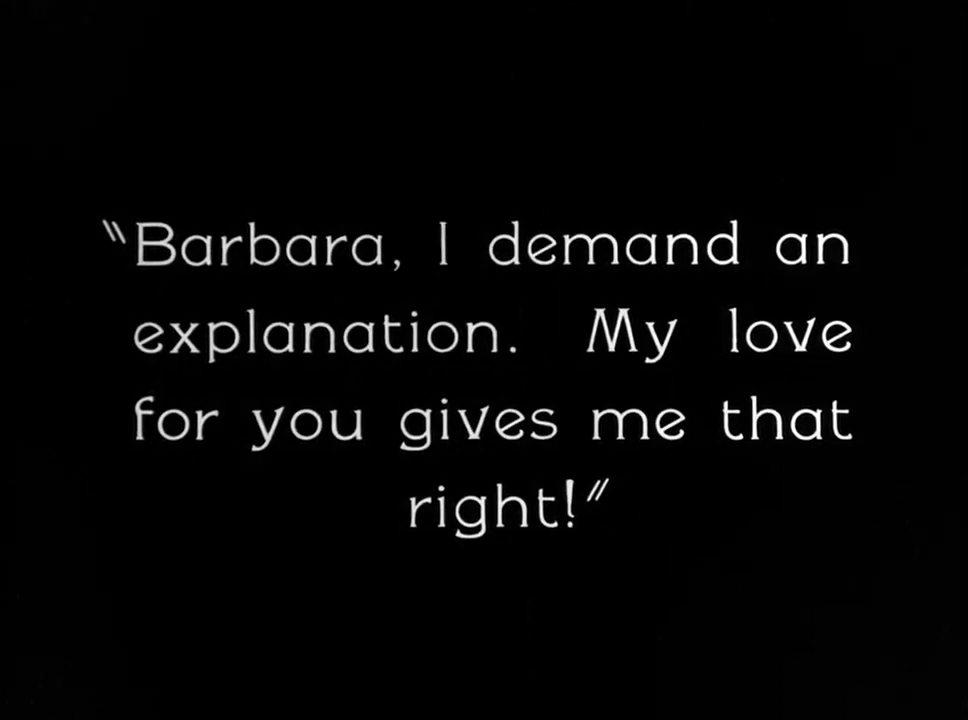 "Barbara, I demand an
explanation. My love
for you gives me that
right!"